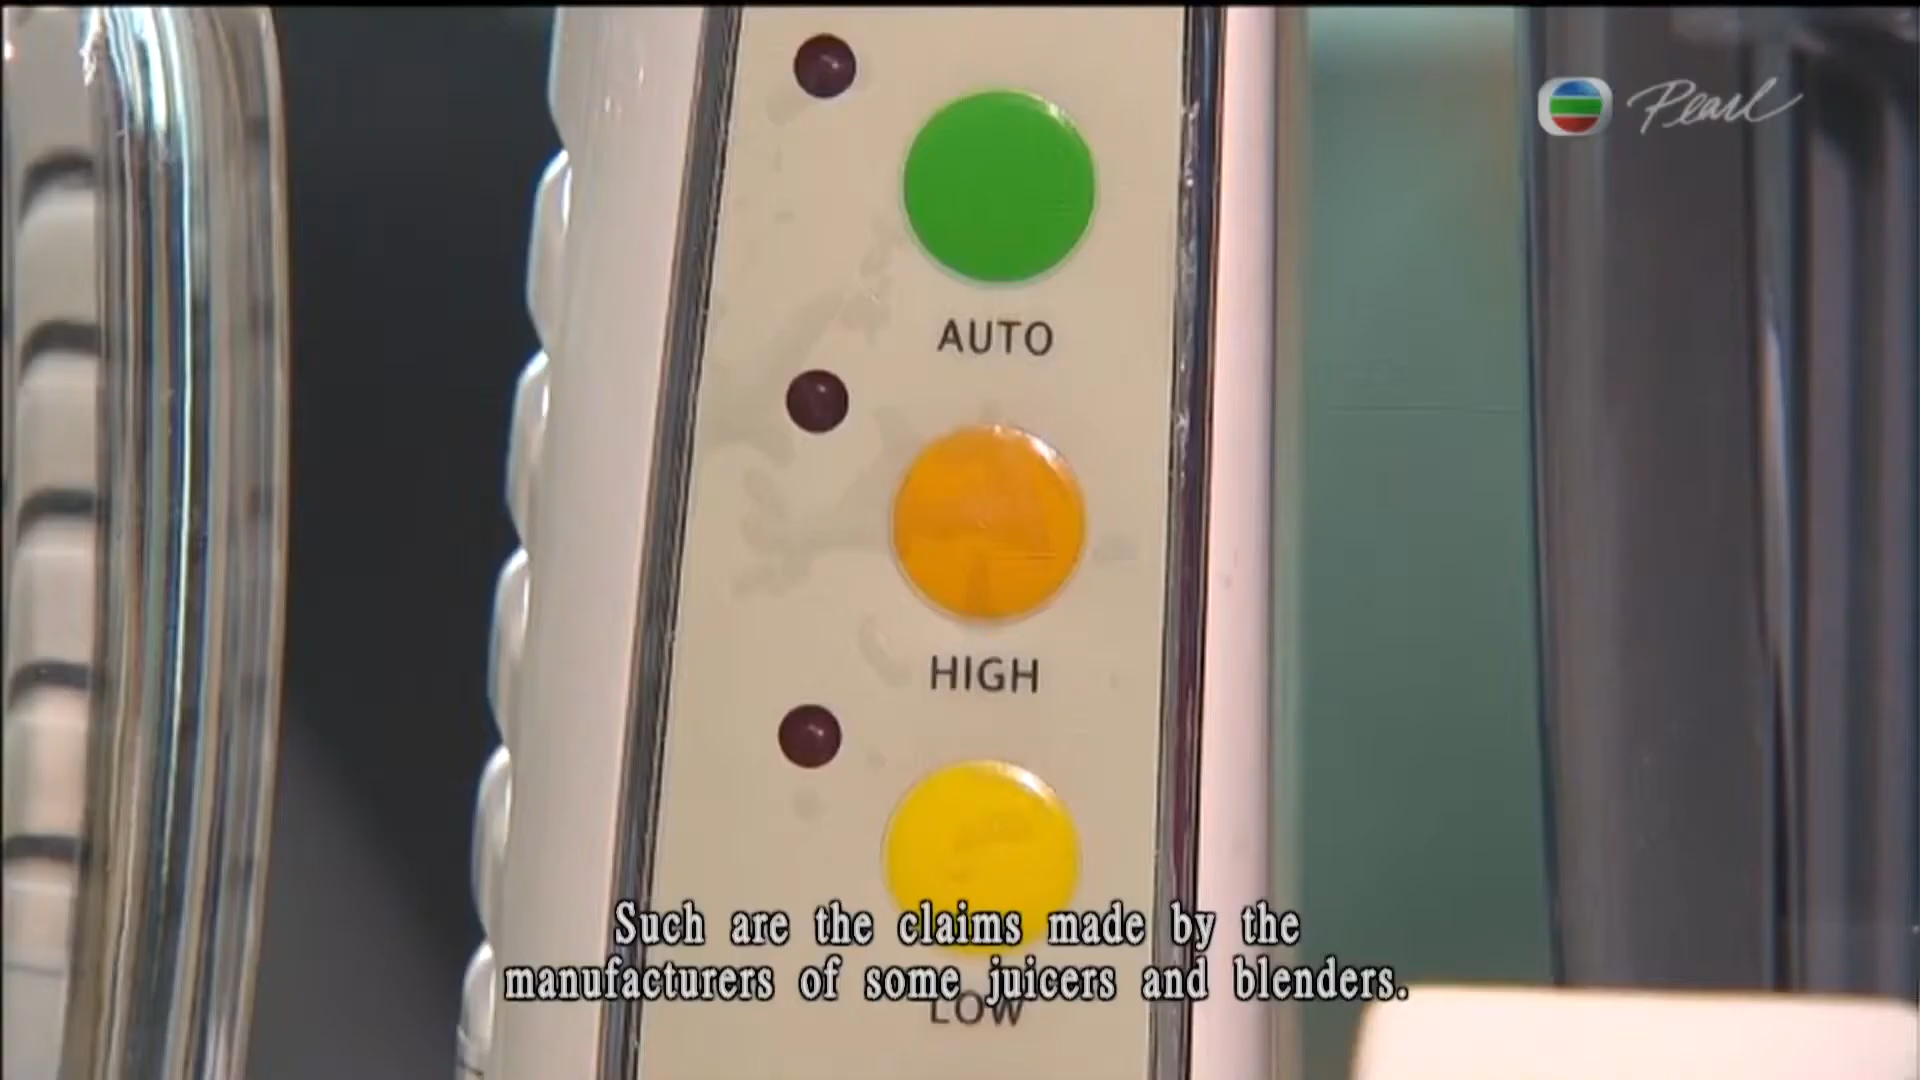 Pearl
AUTO
HIGH
Such are the claims made by the
manufacturers of some juicers and blenders.
LOW